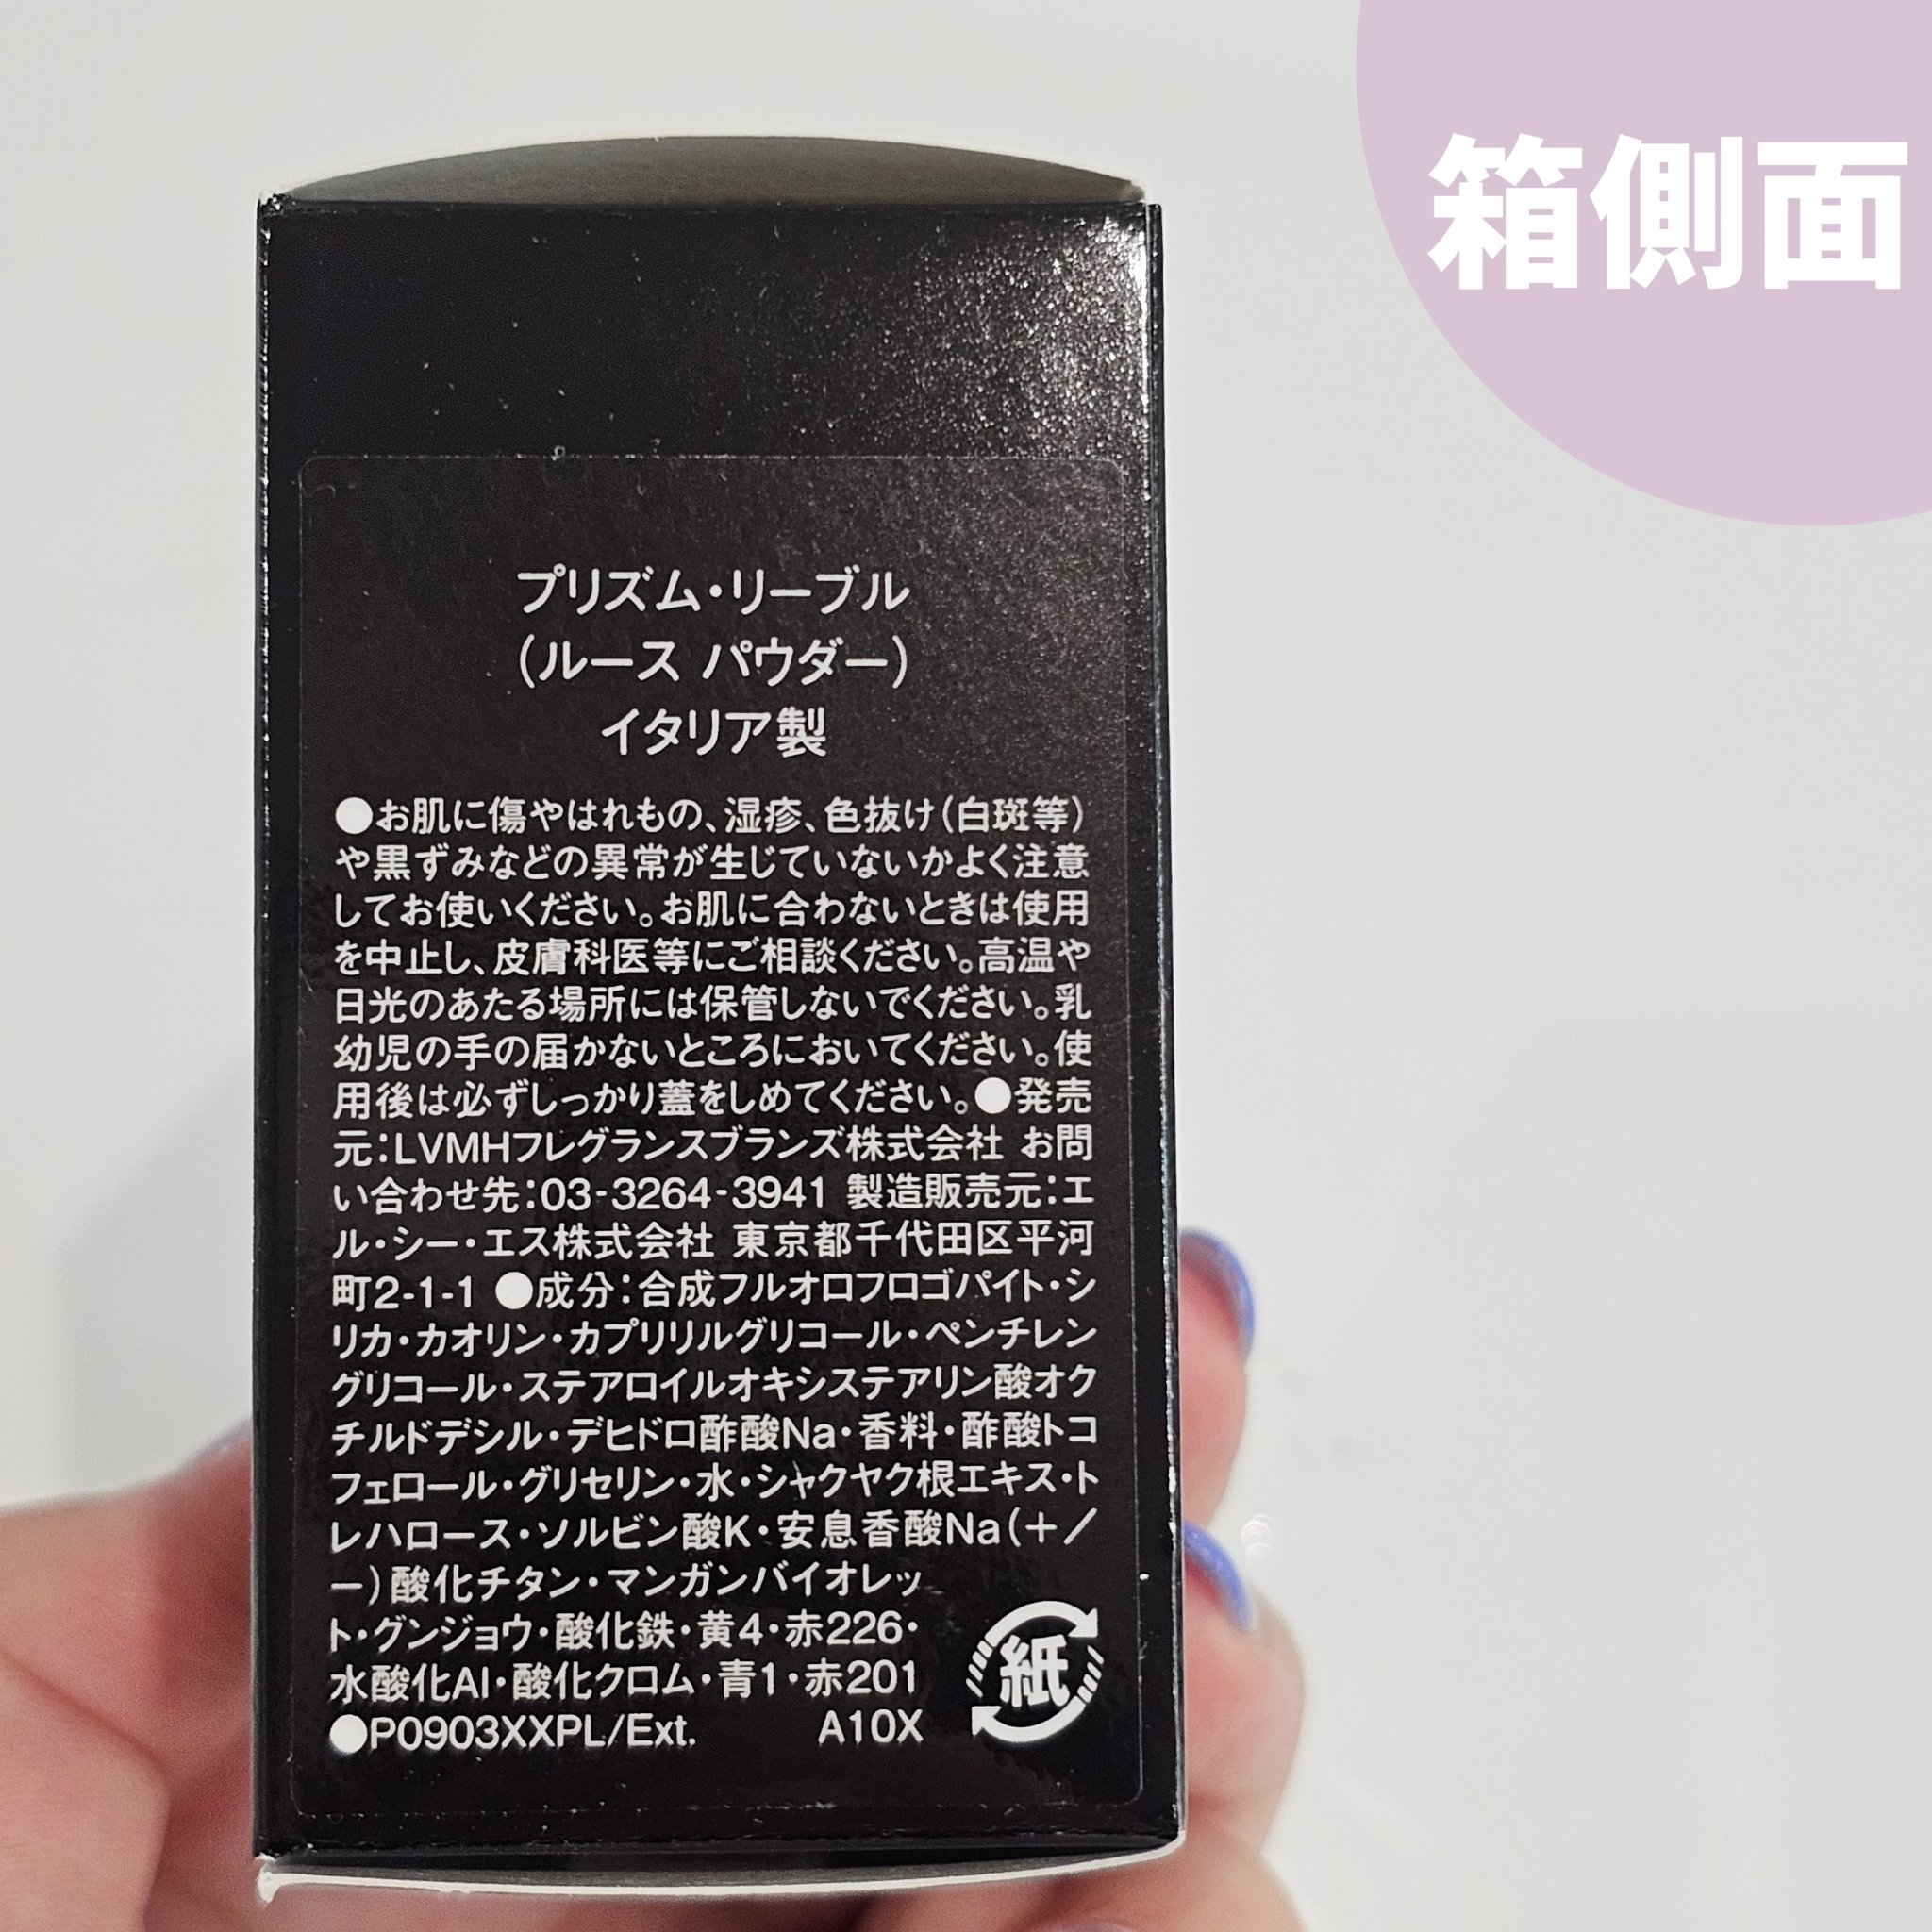 箱側面
プリズム・リーブル
(ルース パウダー)
イタリア製
●お肌に傷やはれもの、湿疹、色抜け(白斑等)
や黒ずみなどの異常が生じていないかよく注意
してお使いください。お肌に合わないときは使用
を中止し、皮膚科医等にご相談ください。高温や
日光のあたる場所には保管しないでください。乳
幼児の手の届かないところにおいてください。使
用後は必ずしっかり蓋をしめてください。●発売
元:LVMHフレグランスブランズ株式会社 お問
い合わせ先:03-3264-3941 製造販売元:エ
ル・シー・エス株式会社 東京都千代田区平河
町2-1-1 ●成分:合成フルオロフロゴパイト・シ
リカ・カオリン・カプリリルグリコール・ペンチレン
グリコール・ステアロイルオキシステアリン酸オク
チルドデシル・デヒドロ酢酸Na・香料・酢酸トコ
フェロール・グリセリン・水・シャクヤク根エキス・ト
レハロース・ソルビン酸K・安息香酸Na(+/
ー)酸化チタン・マンガンバイオレッ
ト・グンジョウ・酸化鉄・黄4・赤226・
水酸化Al・酸化クロム・青1・赤201
●P0903XXPL/Ext. A10X
紙